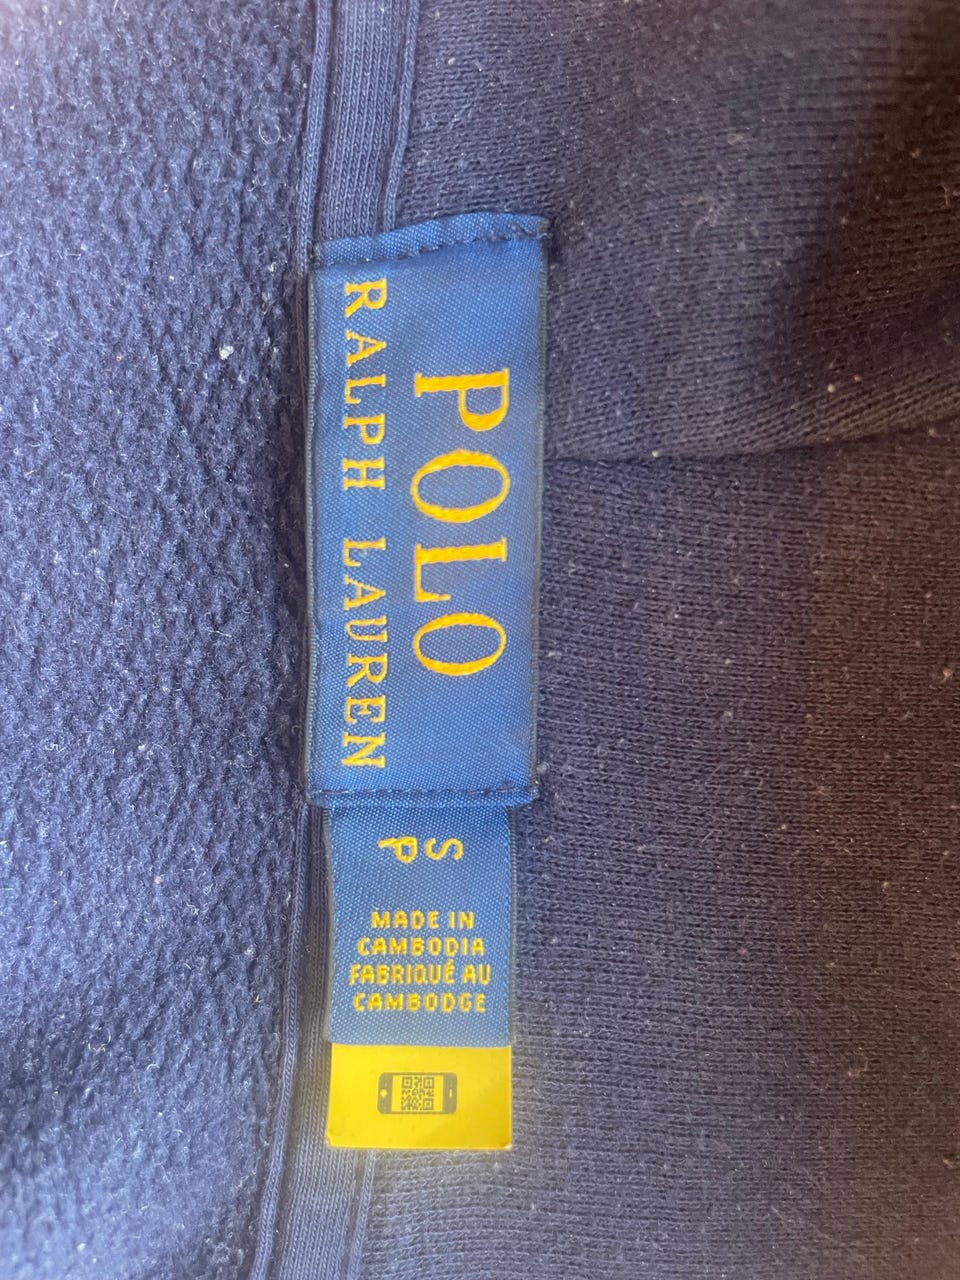 POLO
RALPH LAUREN
S
P
MADE IN
CAMBODIA
FABRIQUÉ AU
CAMBODGE